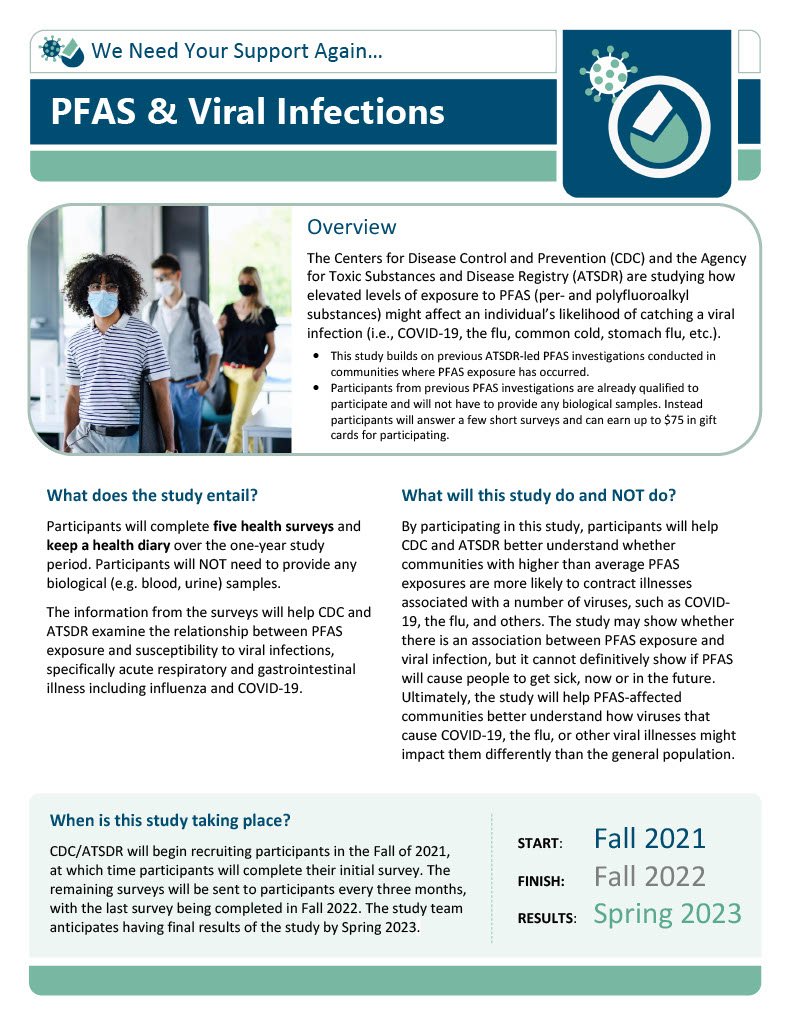 We Need Your Support Again...
PFAS & Viral Infections
Overview
The Centers for Disease Control and Prevention (CDC) and the Agency
for Toxic Substances and Disease Registry (ATSDR) are studying how
elevated levels of exposure to PFAS (per- and polyfluoroalkyl
substances) might affect an individual's likelihood of catching a viral
infection (i.e., COVID-19, the flu, common cold, stomach flu, etc.).
• This study builds on previous ATSDR-led PFAS investigations conducted in
communities where PFAS exposure has occurred.
• Participants from previous PFAS investigations are already qualified to
participate and will not have to provide any biological samples. Instead
participants will answer a few short surveys and can earn up to $75 in gift
cards for participating.
What does the study entail?
Participants will complete five health surveys and
keep a health diary over the one-year study
period. Participants will NOT need to provide any
biological (e.g. blood, urine) samples.
The information from the surveys will help CDC and
ATSDR examine the relationship between PFAS
exposure and susceptibility to viral infections,
specifically acute respiratory and gastrointestinal
illness including influenza and COVID-19.
What will this study do and NOT do?
By participating in this study, participants will help
CDC and ATSDR better understand whether
communities with higher than average PFAS
exposures are more likely to contract illnesses
associated with a number of viruses, such as COVID-
19, the flu, and others. The study may show whether
there is an association between PFAS exposure and
viral infection, but it cannot definitively show if PFAS
will cause people to get sick, now or in the future.
Ultimately, the study will help PFAS-affected
communities better understand how viruses that
cause COVID-19, the flu, or other viral illnesses might
impact them differently than the general population.
When is this study taking place?
CDC/ATSDR will begin recruiting participants in the Fall of 2021,
at which time participants will complete their initial survey. The
remaining surveys will be sent to participants every three months,
with the last survey being completed in Fall 2022. The study team
anticipates having final results of the study by Spring 2023.
START: Fall 2021
FINISH: Fall 2022
RESULTS: Spring 2023